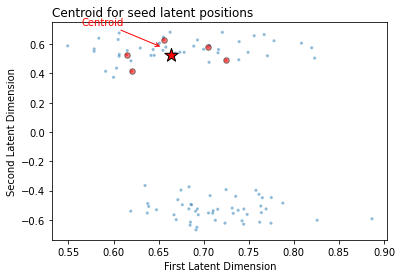 Centroid for seed latent positions
Centroid
0.6
0.4
0.2
0.0
−0.2
−0.4
−0.6
Second Latent Dimension
0.55 0.60 0.65 0.70 0.75 0.80 0.85 0.90
First Latent Dimension